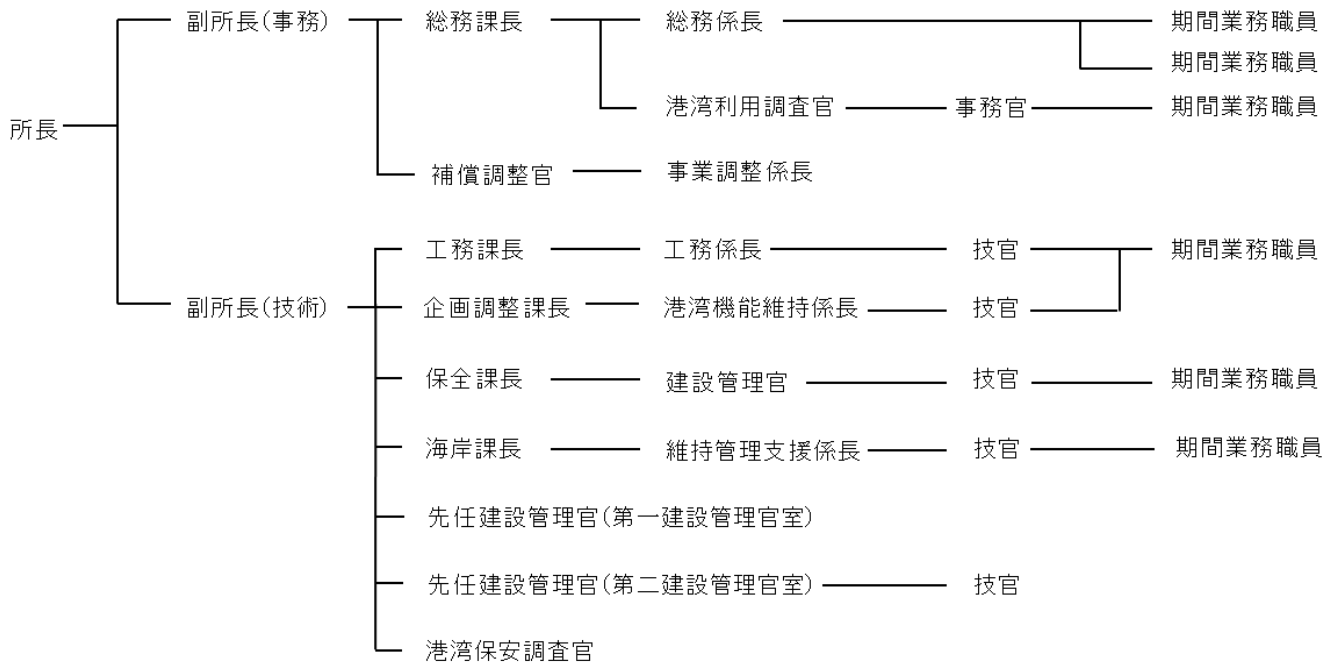 副所長(事務) 総務課長 総務係長 期間業務職員
期間業務職員
港湾利用調査官 事務官 期間業務職員
所長
補償調整官 事業調整係長
工務課長 工務係長 技官 期間業務職員
副所長(技術) 企画調整課長 港湾機能維持係長 技官
保全課長 建設管理官 技官 期間業務職員
海岸課長 維持管理支援係長 技官 期間業務職員
先任建設管理官(第一建設管理官室)
先任建設管理官(第二建設管理官室) 技官
港湾保安調査官